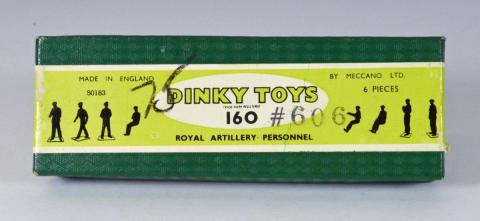 MADE IN ENGLAND
50183
75
DINKY TOYS
160
#606
ROYAL ARTILLERY PERSONNEL
BY MECCANO LTD.
6 PIECES